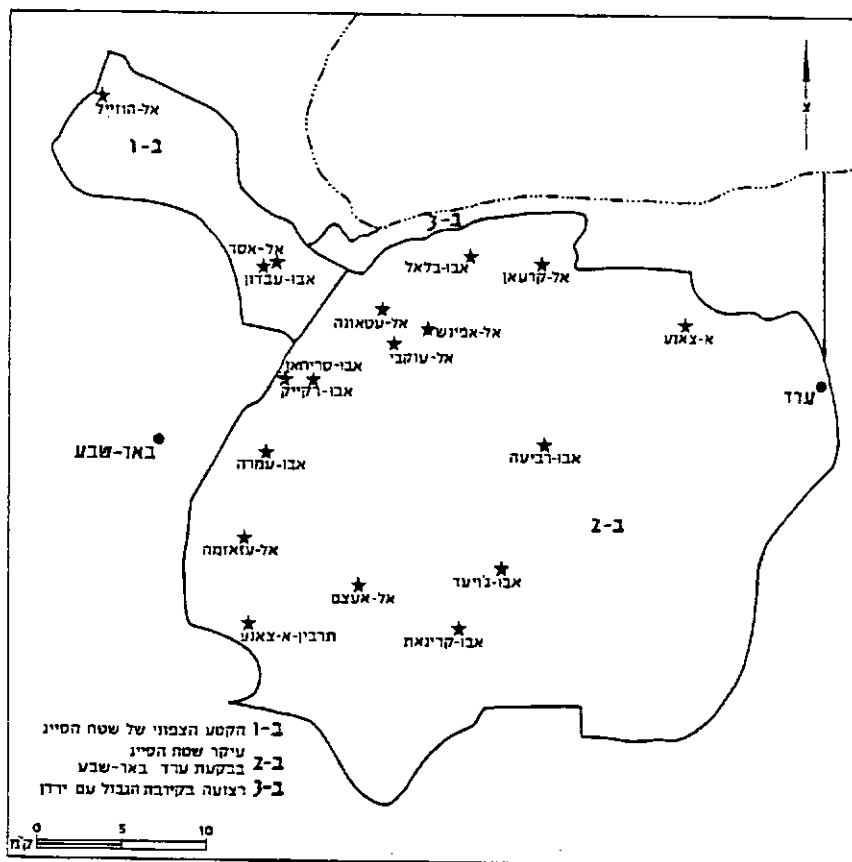 צ
אל-הוזייל
ב-1
ב-3
אל-אסד
אבו-עבדון
אבו-בלאל
אל-קרעאן
אל-עטאונה
אל-אפיניש
אל-עוקבי
א-צאנע
אבו-סריחאן
אבו-רקייק
ערד
באר-שבע
אבו-עמרה
אבו-רביעה
ב-2
אל-עזאזמה
אבו-ג'ויעד
אל-אעצם
תרבין-א-צאנע
אבו-קרינאת
ב-1 הקטע הצפוני של שטח הסייג
עיקר שטח הסייג
ב-2 בבקעת ערד באר-שבע
ב-3 רצועה בקירבת הגבול עם ירדן
0 5 10
ק"מ